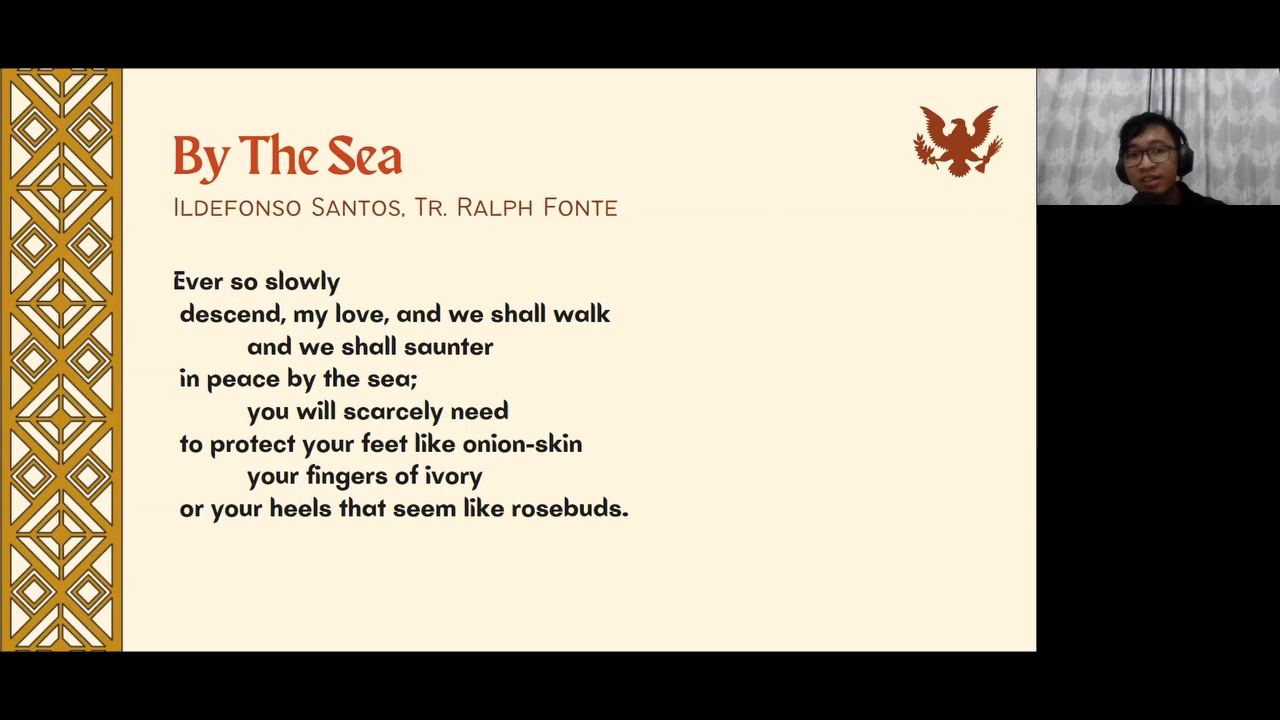 By The Sea
Ildefonso Santos, Tr. Ralph Fonte
Ever so slowly
descend, my love, and we shall walk
and we shall saunter
in peace by the sea;
you will scarcely need
to protect your feet like onion-skin
your fingers of ivory
or your heels that seem like rosebuds.